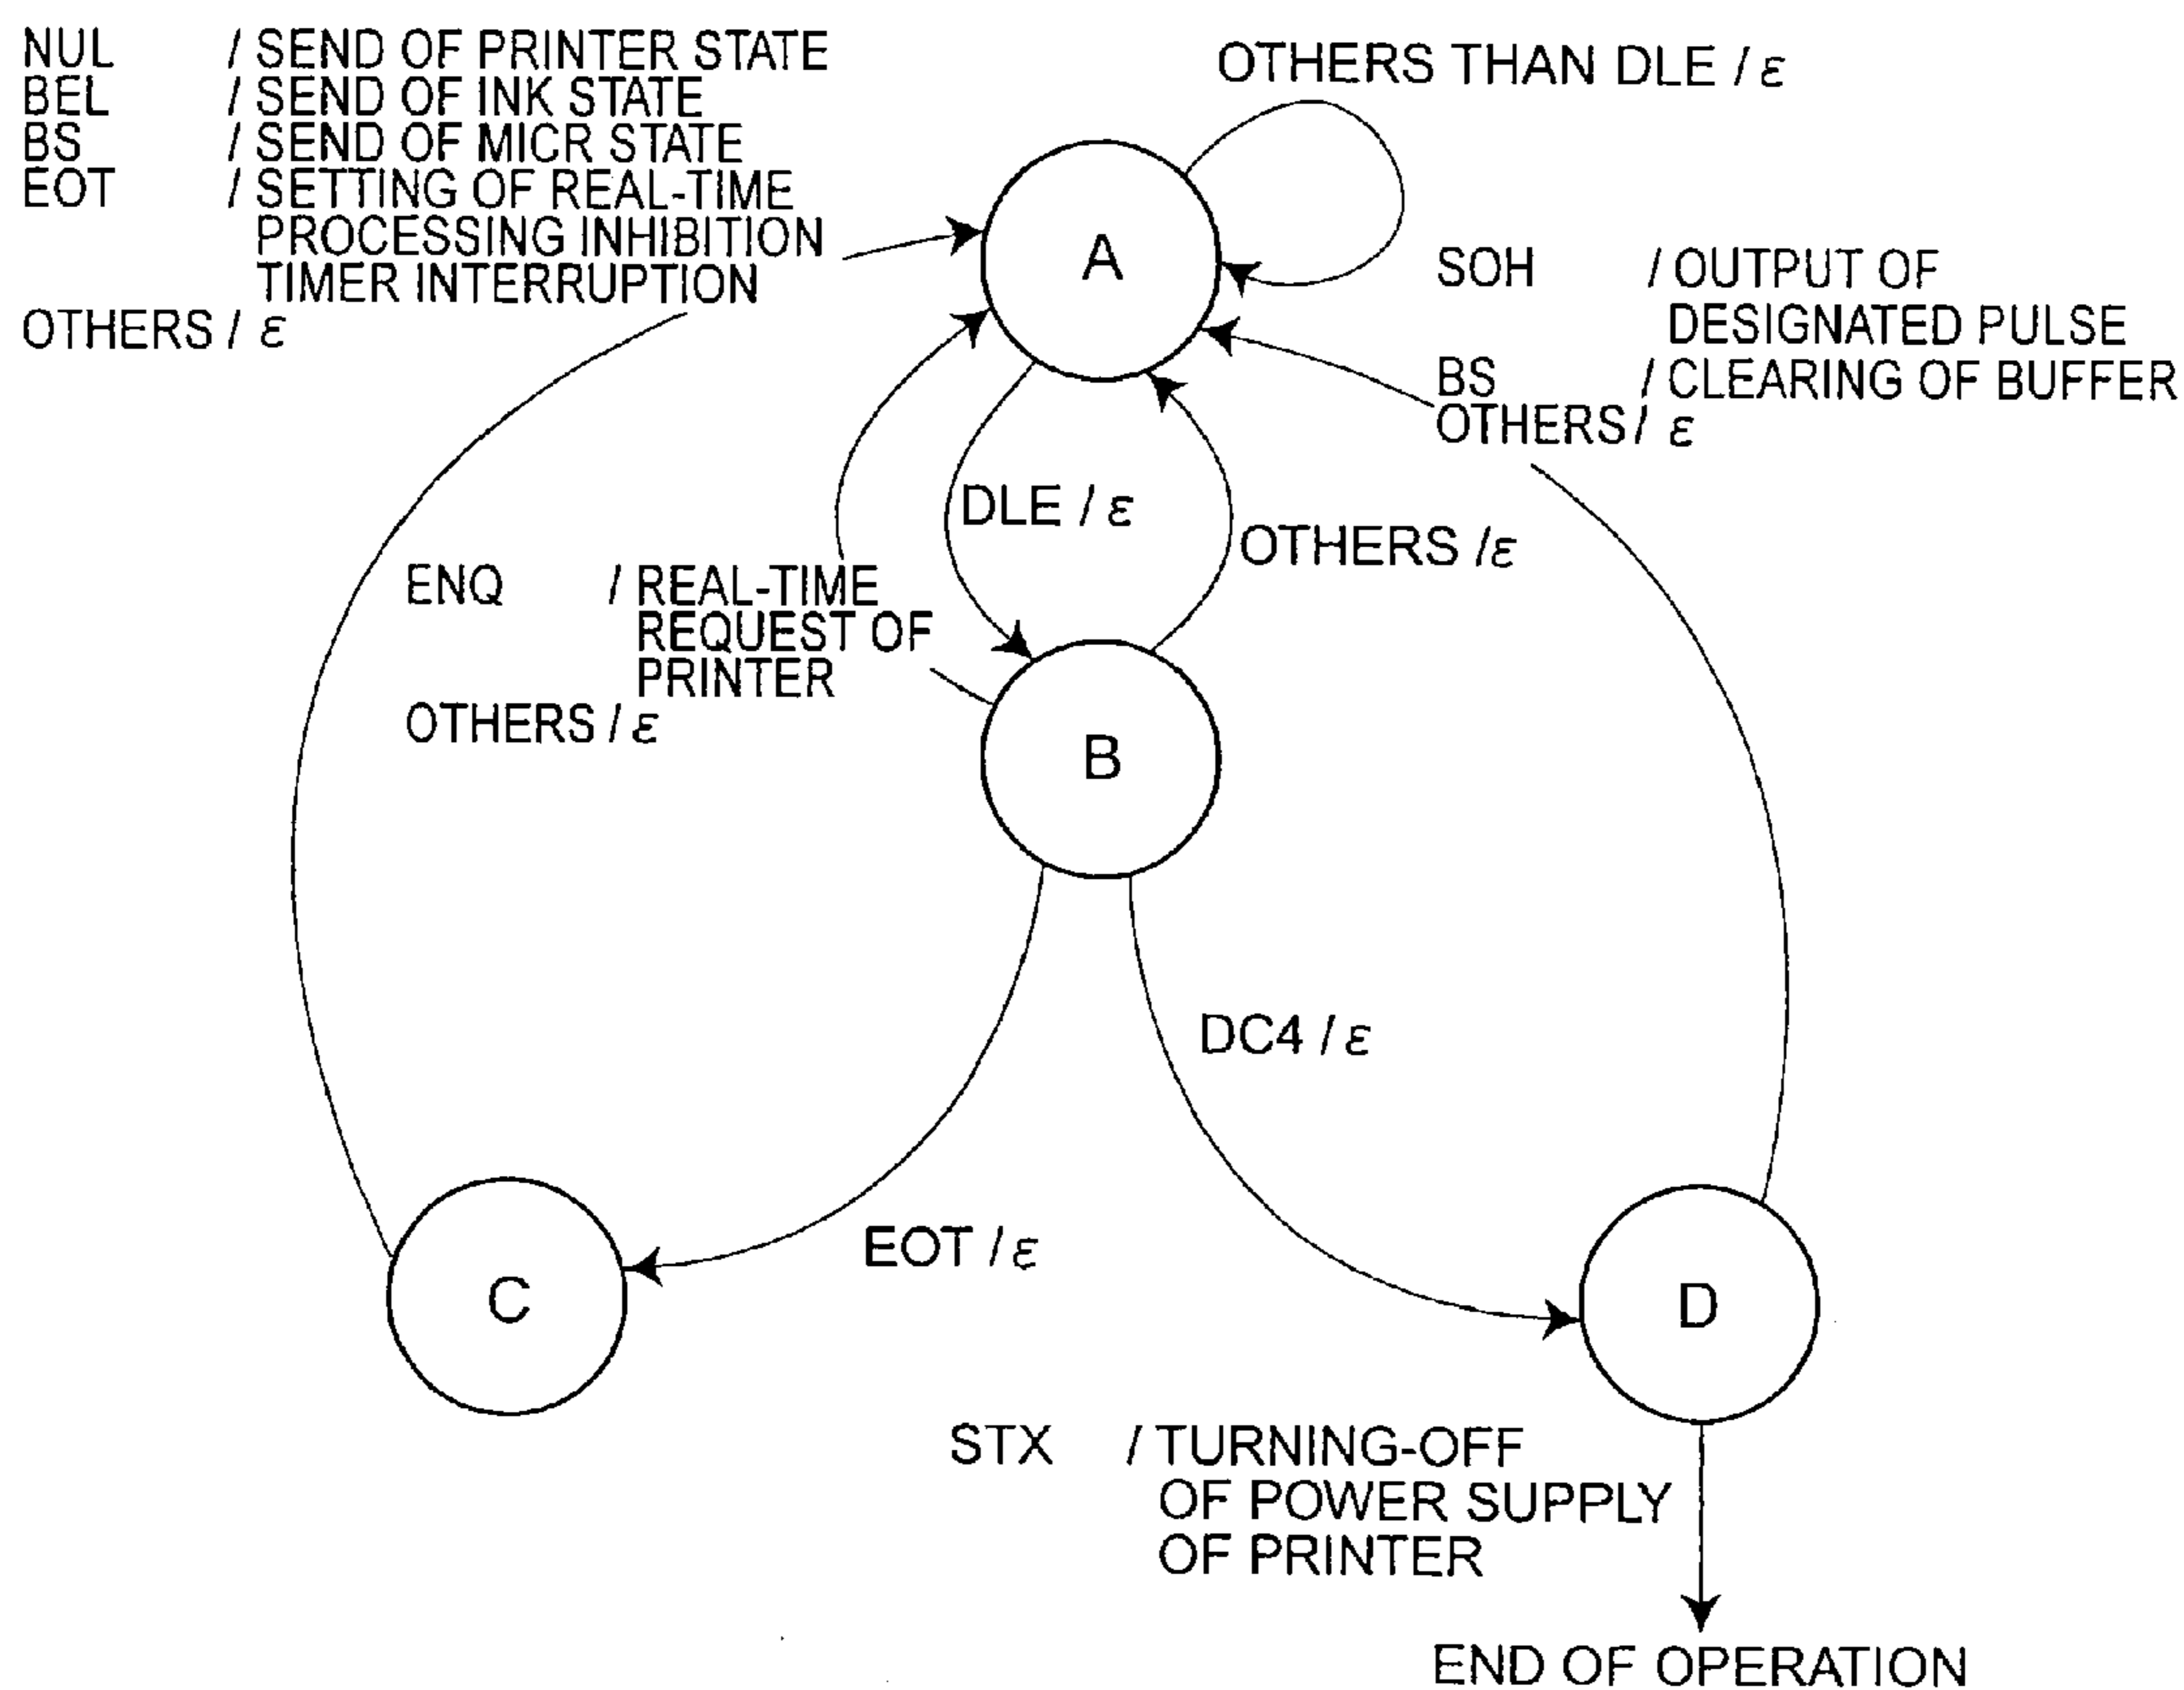 NUL / SEND OF PRINTER STATE
BEL / SEND OF INK STATE
BS / SEND OF MICR STATE
EOT / SETTING OF REAL-TIME
PROCESSING INHIBITION
TIMER INTERRUPTION
OTHERS / ε
OTHERS THAN DLE / ε
A
SOH / OUTPUT OF
DESIGNATED PULSE
BS / CLEARING OF BUFFER
OTHERS / ε
DLE / ε
OTHERS /ε
ENQ / REAL-TIME
REQUEST OF
PRINTER
OTHERS / ε
B
DC4 / ε
EOT / ε
C
D
STX / TURNING-OFF
OF POWER SUPPLY
OF PRINTER
END OF OPERATION